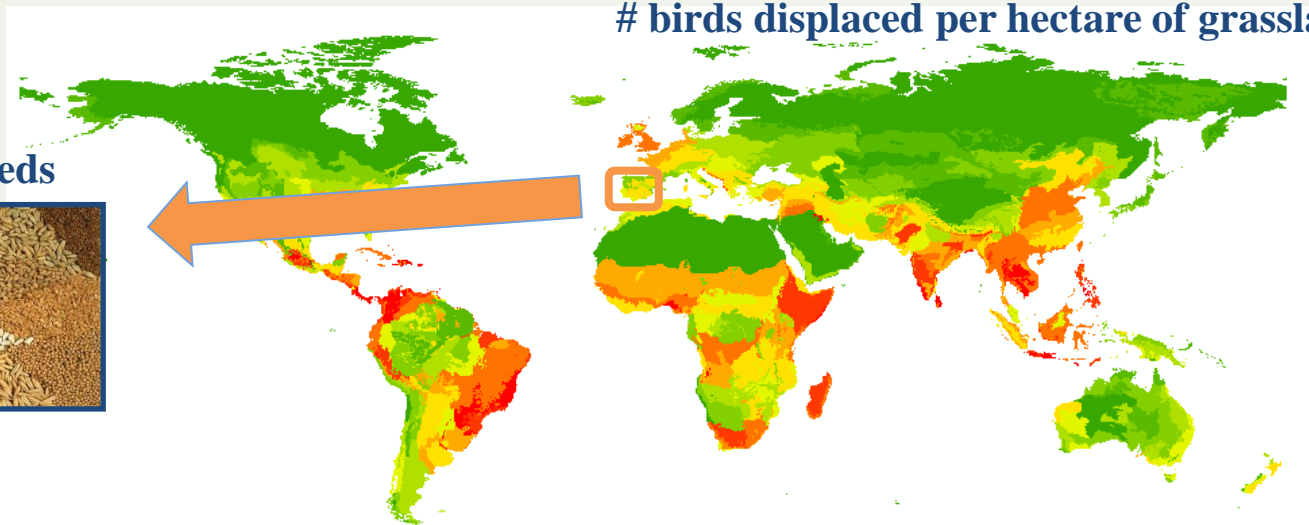 # birds displaced per hectare of grassla
eds